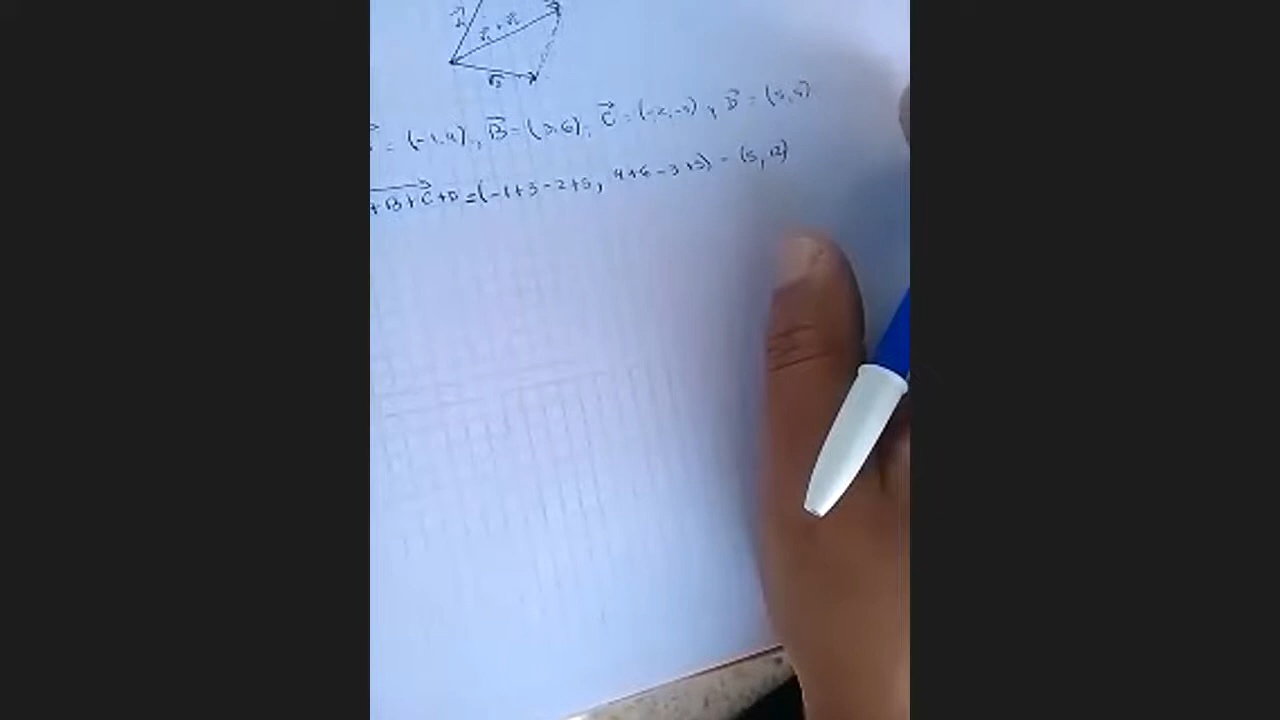 = (-1,4), B = (3,6), C = (-2,-3), D = (5,5)
+B+C+D = (-1+3-2+5, 4+6-3+5) = (5,12)